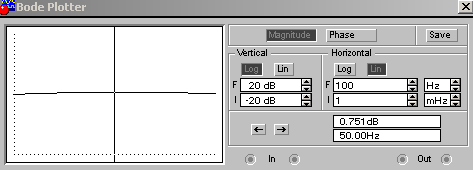 Bode Plotter
Magnitude Phase Save
Vertical Horizontal
Log Lin Log Lin
F 20 dB F 100 Hz
I -20 dB I 1 mHz
0.751dB
50.00Hz
In Out